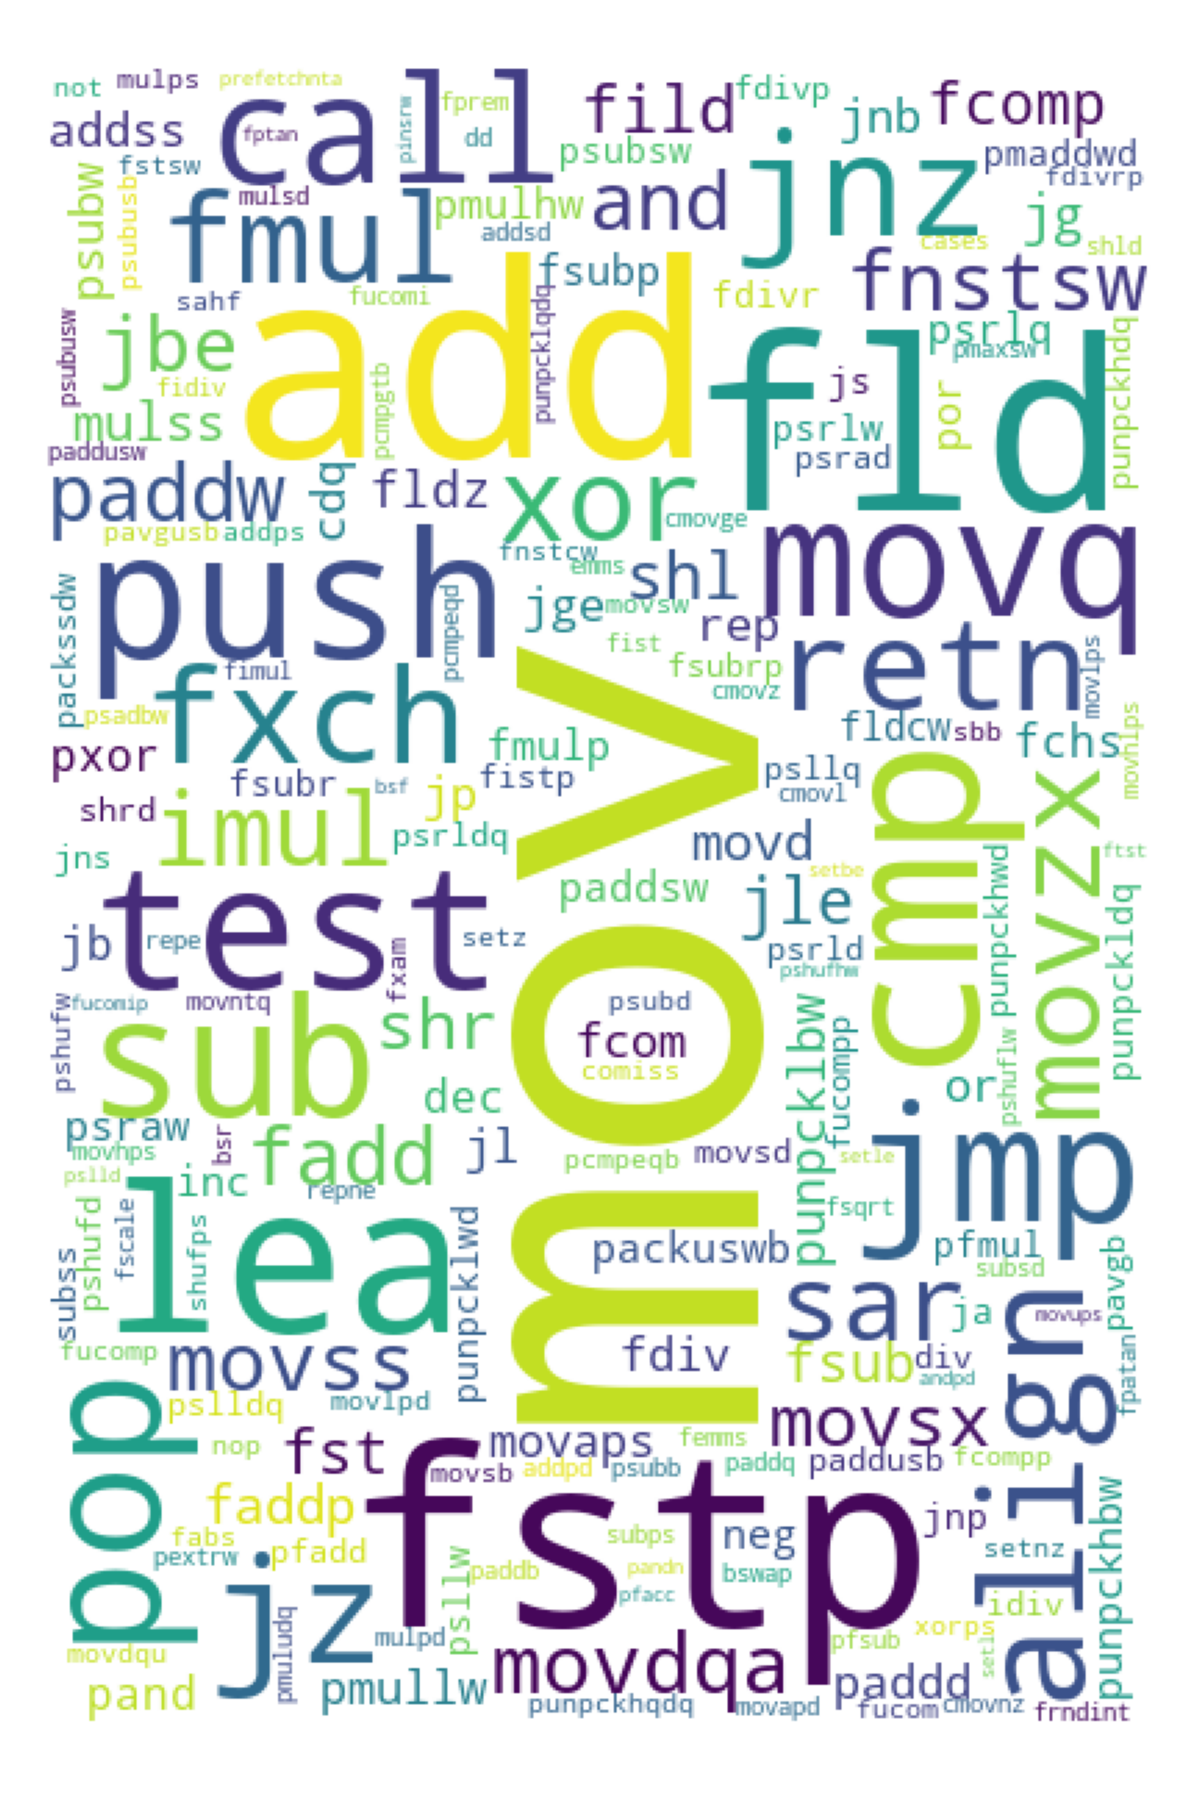 not
mulps
prefetchnta
call
fprem
pinsrw
dd
fptan
fild
fdivp
jnb
fcomp
addss
fstsw
psubsw
jnz
pmaddwd
fdivrp
psubw
psubusb
mulsd
fmul
pmulhw
addsd
and
cases
jg
shld
sahf
fucomi
fsubp
fdivr
fnstsw
psubusw
jbe
add
punpcklqdq
fld
psrlq
pmaxsw
punpckhdq
fidiv
pcmpgtb
js
por
mulss
psrlw
psrad
paddusw
paddw
cdq
fldz
xor
cmovge
movq
pavgusb
addps
push
fnstcw
emms
shl
packssdw
pcmpeqd
jge
movsw
rep
retn
movlps
fimul
fist
fsubrp
cmovz
psadbw
fxch
mov
fldcw
sbb
fchs
movhlps
pxor
fmulp
fsubr
bsf
jp
fistp
psllq
cmovl
cmp
movzx
shrd
imul
psrldq
movd
jns
ftst
test
paddsw
setbe
jle
punpckhwd
punpckldq
jb
repe
fxam
setz
psrld
pshufhw
pshufw
fucomip
movntq
sub
shr
psubd
fcom
comiss
punpcklbw
fucompp
pshuflw
dec
or
psraw
movhps
bsr
fadd
jl
pcmpeqb
movsd
setle
jmp
pslld
inc
repne
lea
pshufd
fscale
shufps
punpcklwd
fsqrt
subss
packuswb
pfmul
subsd
pavgb
sar
ja
align
movups
fucomp
movss
fdiv
fsub
div
andpd
fpatan
pop
pslldq
movlpd
movsx
nop
fst
movaps
femms
movsb
addpd
psubb
paddq
paddusb
fcompp
faddp
fstp
punpckhbw
fabs
pextrw
pfadd
subps
neg
jnp
setnz
jz
psllw
paddb
pandn
bswap
pfacc
idiv
movdqu
pmuludq
mulpd
pfsub
xorps
setl
pand
pmullw
movdqa
paddd
punpckhqdq
movapd
fucom
cmovnz
frndint